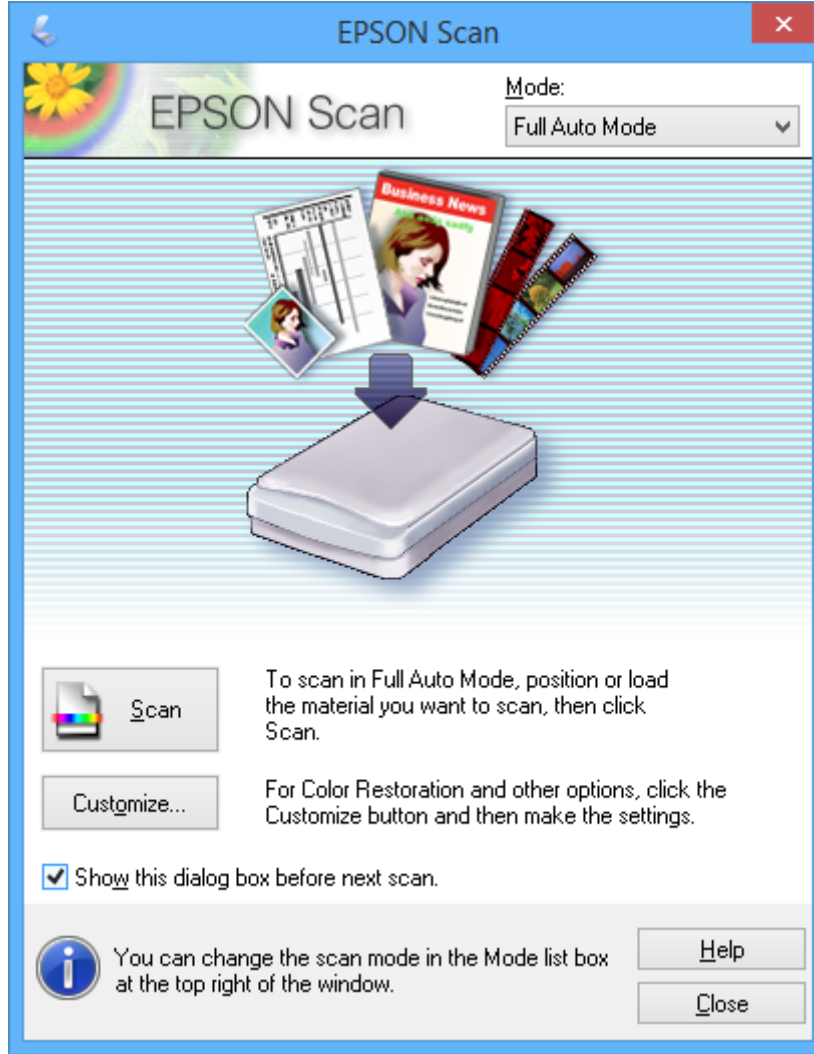 EPSON Scan
EPSON Scan
Mode:
Full Auto Mode
Business News
Scan
To scan in Full Auto Mode, position or load
the material you want to scan, then click
Scan.
Customize...
For Color Restoration and other options, click the
Customize button and then make the settings.
Show this dialog box before next scan.
You can change the scan mode in the Mode list box
at the top right of the window.
Help
Close